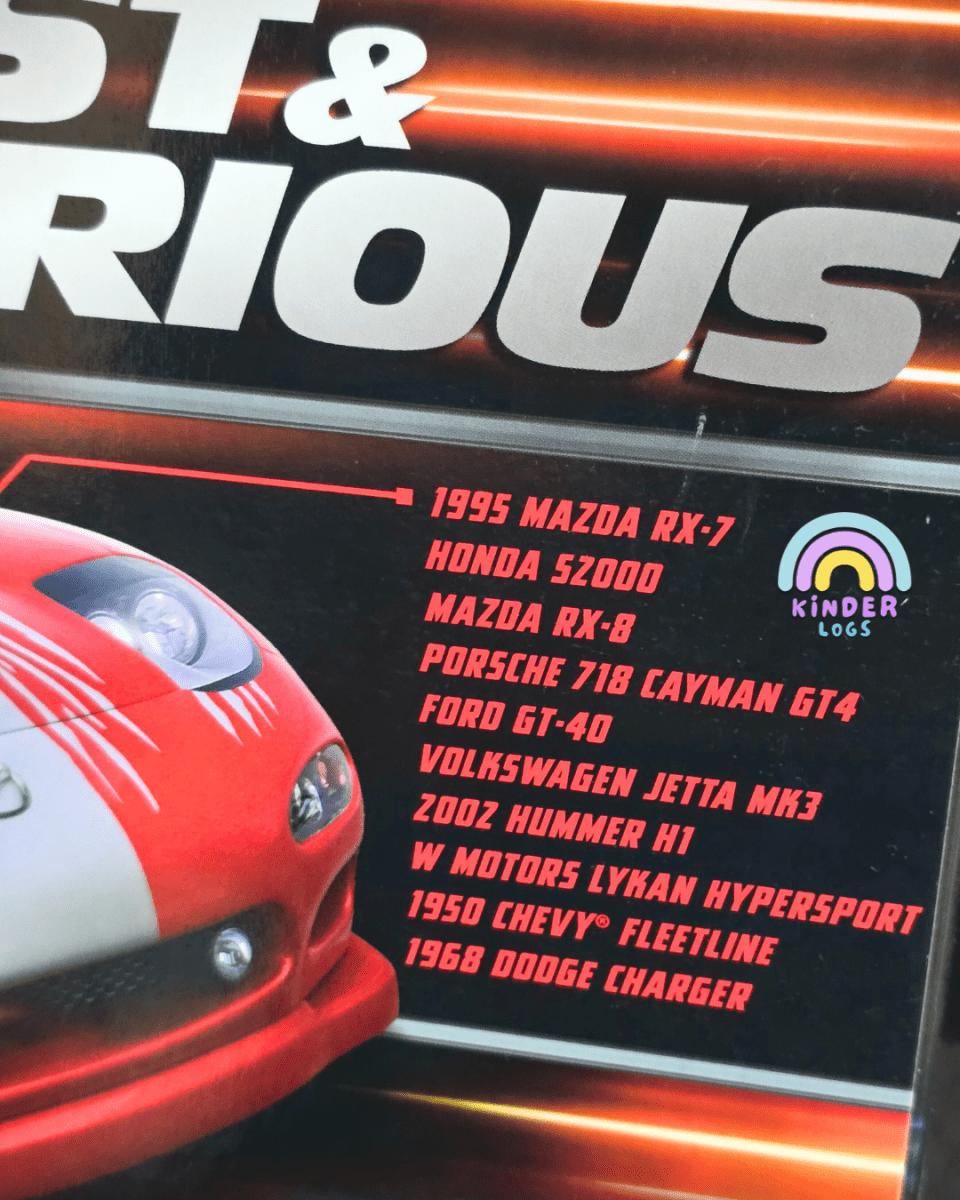 ST &
RIOUS
1995 MAZDA RX-7
HONDA S2000
MAZDA RX-8
PORSCHE 718 CAYMAN GT4
FORD GT-40
VOLKSWAGEN JETTA MK3
2002 HUMMER H1
W MOTORS LYKAN HYPERSPORT
1950 CHEVY® FLEETLINE
1968 DODGE CHARGER
KiNDER
LOGS